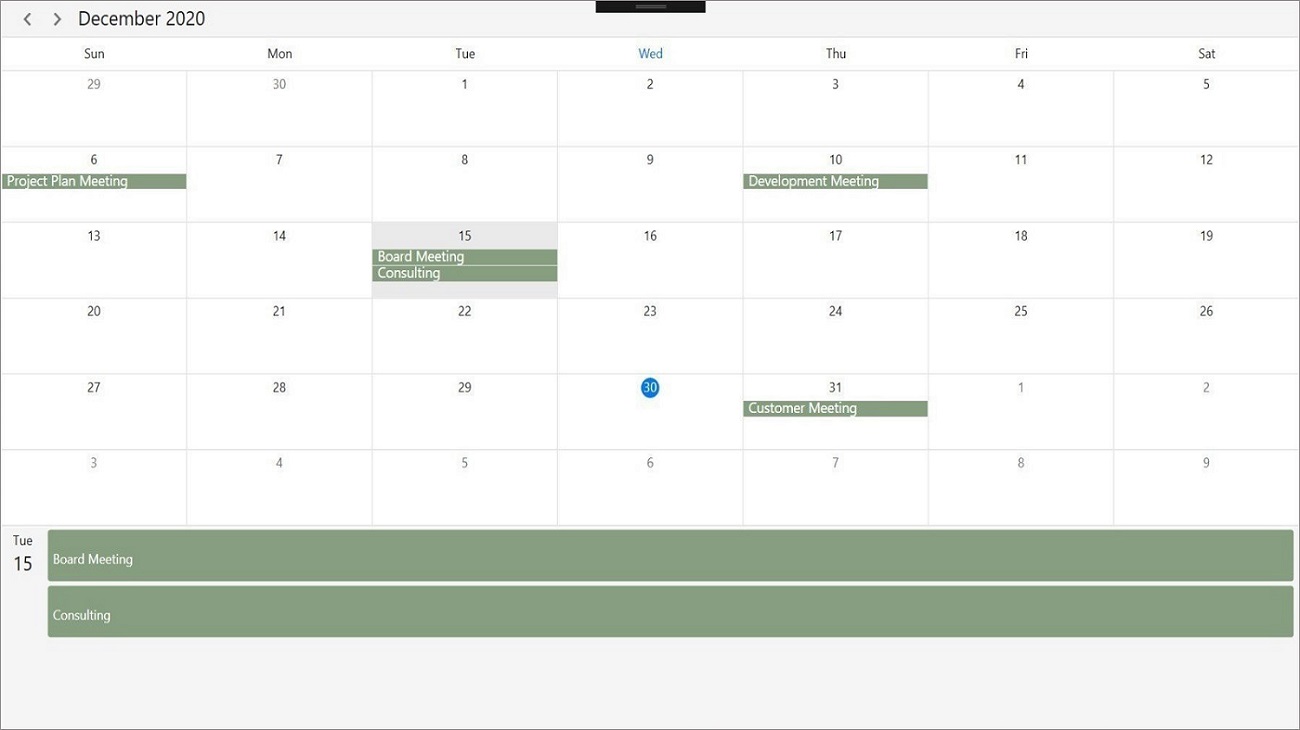 December 2020
Sun Mon Tue Wed Thu Fri Sat
29 30 1 2 3 4 5
6 7 8 9 10 11 12
Project Plan Meeting Development Meeting
13 14 15 16 17 18 19
Board Meeting
Consulting
20 21 22 23 24 25 26
27 28 29 30 31 1 2
Customer Meeting
3 4 5 6 7 8 9
Tue
15
Board Meeting
Consulting